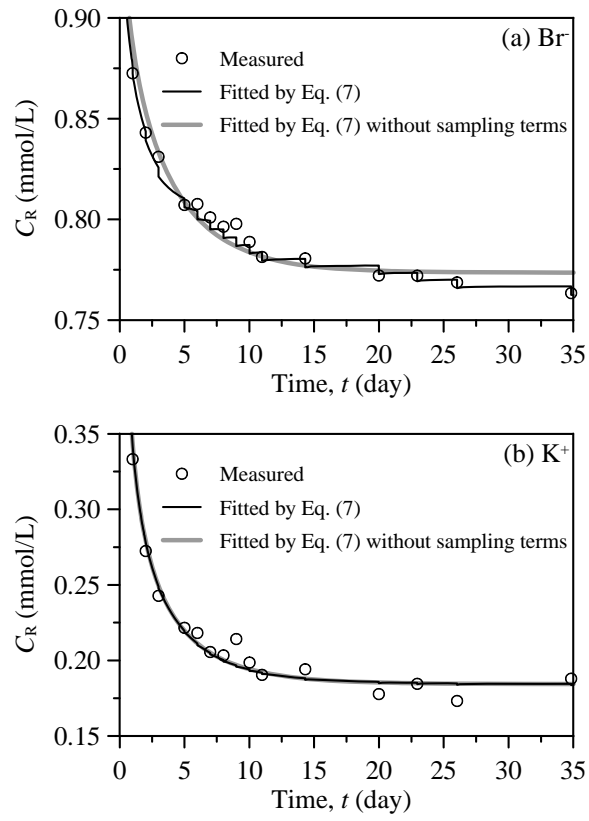 (a) Br⁻
Measured
Fitted by Eq. (7)
Fitted by Eq. (7) without sampling terms
C_R (mmol/L)
0.90
0.85
0.80
0.75
0 5 10 15 20 25 30 35
Time, t (day)
(b) K⁺
Measured
Fitted by Eq. (7)
Fitted by Eq. (7) without sampling terms
C_R (mmol/L)
0.35
0.30
0.25
0.20
0.15
0 5 10 15 20 25 30 35
Time, t (day)